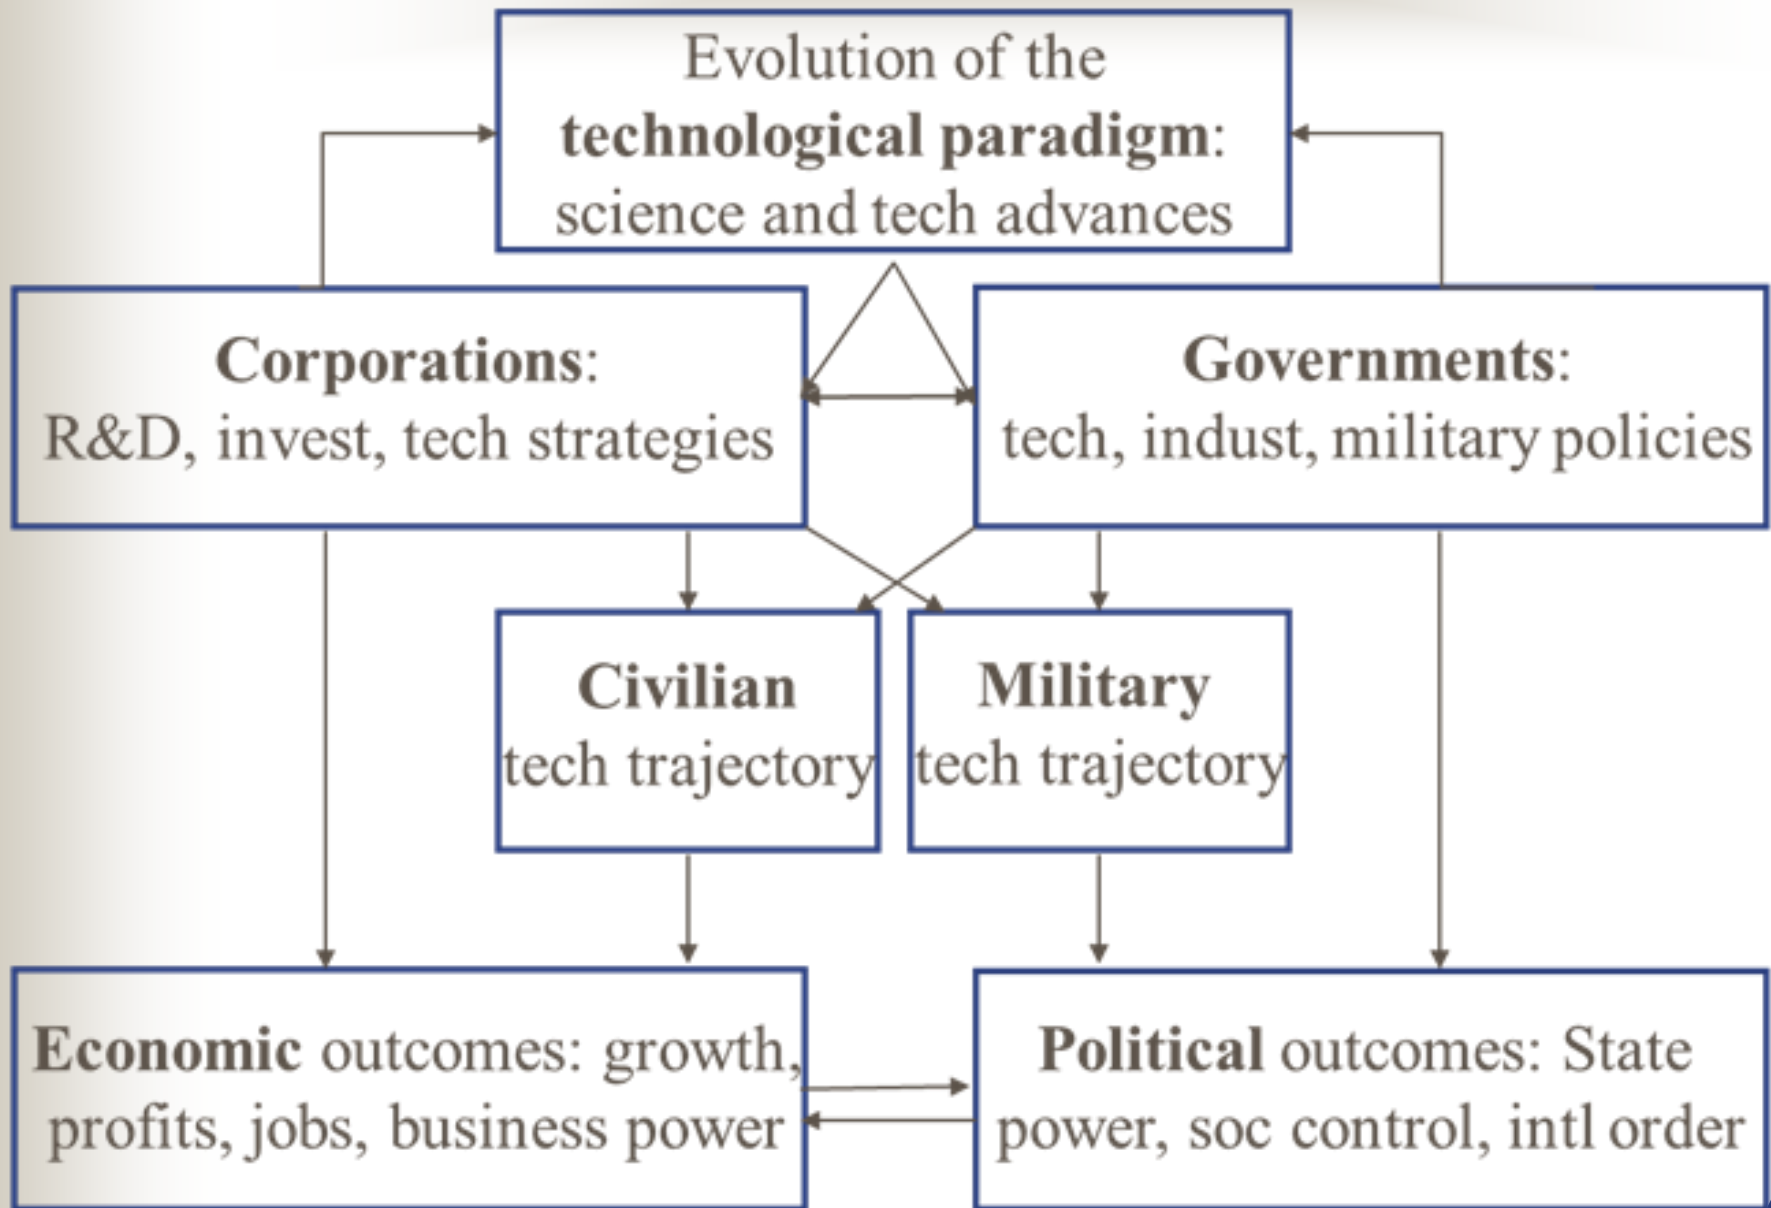 Evolution of the
technological paradigm:
science and tech advances
Corporations:
R&D, invest, tech strategies
Governments:
tech, indust, military policies
Civilian
tech trajectory
Military
tech trajectory
Economic outcomes: growth,
profits, jobs, business power
Political outcomes: State
power, soc control, intl order